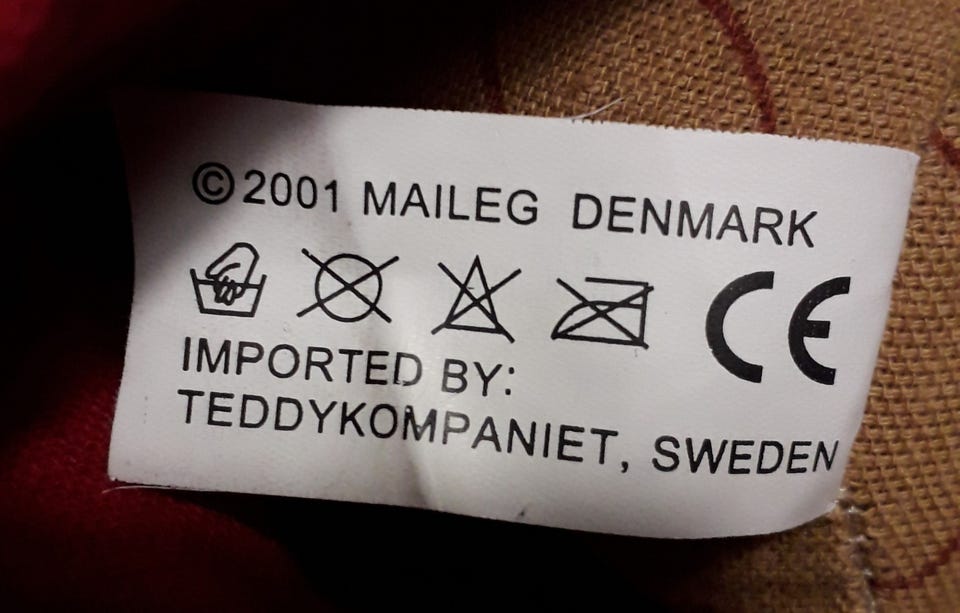 ©2001 MAILEG DENMARK
CE
IMPORTED BY:
TEDDYKOMPANIET, SWEDEN